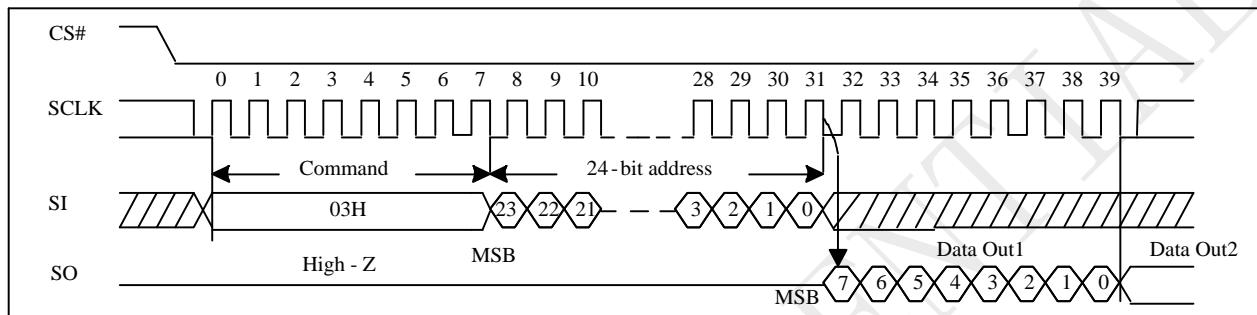 CS#
0 1 2 3 4 5 6 7 8 9 10 28 29 30 31 32 33 34 35 36 37 38 39
SCLK
Command 24-bit address
SI 03H 23 22 21 3 2 1 0
High - Z MSB Data Out1 Data Out2
SO MSB 7 6 5 4 3 2 1 0